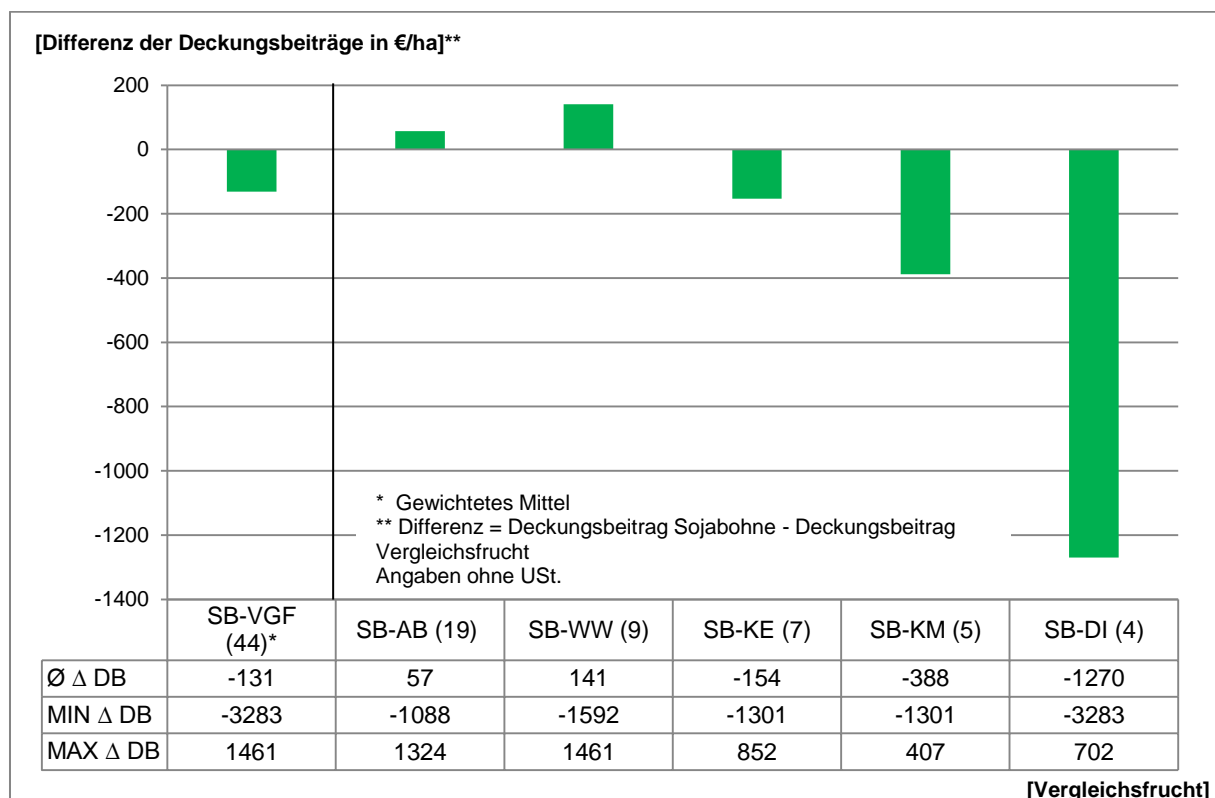 [Differenz der Deckungsbeiträge in €/ha]**
200
0
-200
-400
-600
-800
-1000
-1200
-1400
* Gewichtetes Mittel
** Differenz = Deckungsbeitrag Sojabohne - Deckungsbeitrag
Vergleichsfrucht
Angaben ohne USt.
SB-VGF
(44)*
SB-AB (19) SB-WW (9) SB-KE (7) SB-KM (5) SB-DI (4)
Ø ∆ DB -131 57 141 -154 -388 -1270
MIN ∆ DB -3283 -1088 -1592 -1301 -1301 -3283
MAX ∆ DB 1461 1324 1461 852 407 702
[Vergleichsfrucht]